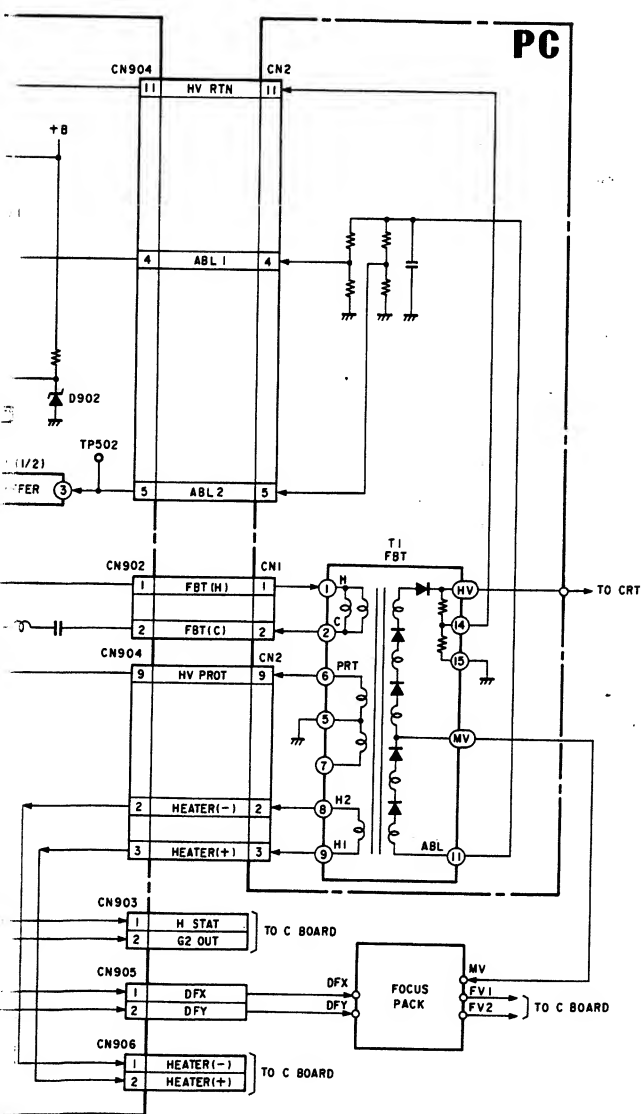 PC
CN904 CN2
11 HV RTN 11
+B
4 ABL 1 4
D902
TP502
(1/2)
FER 3
5 ABL 2 5
T1
FBT
CN902 CN1
1 FBT(H) 1
1 H
HV TO CRT
2 FBT(C) 2
2 C
14
CN904 CN2
15
9 HV PROT 9
6 PRT
5
MV
7
2 HEATER(-) 2
8 H2
3 HEATER(+) 3
9 H1
ABL 11
CN903
1 H STAT
2 G2 OUT
TO C BOARD
CN905
1 DFX
2 DFY
DFX
DFY
FOCUS
PACK
MV
FV1
FV2
TO C BOARD
CN906
1 HEATER(-)
2 HEATER(+)
TO C BOARD